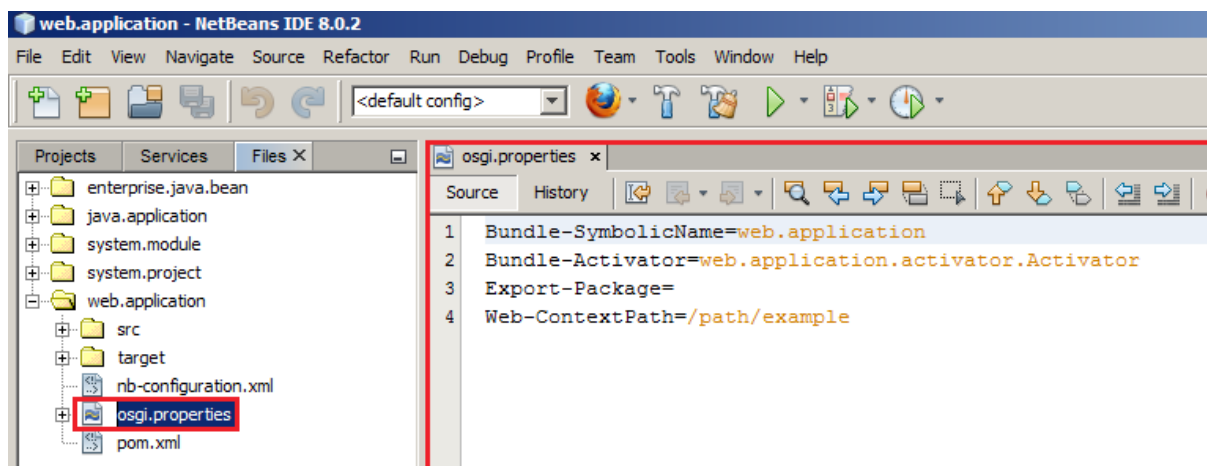 web.application - NetBeans IDE 8.0.2
File Edit View Navigate Source Refactor Run Debug Profile Team Tools Window Help
<default config>
Projects Services Files
osgi.properties
Source History
enterprise.java.bean
java.application
system.module
system.project
web.application
src
target
nb-configuration.xml
osgi.properties
pom.xml
1 Bundle-SymbolicName=web.application
2 Bundle-Activator=web.application.activator.Activator
3 Export-Package=
4 Web-ContextPath=/path/example